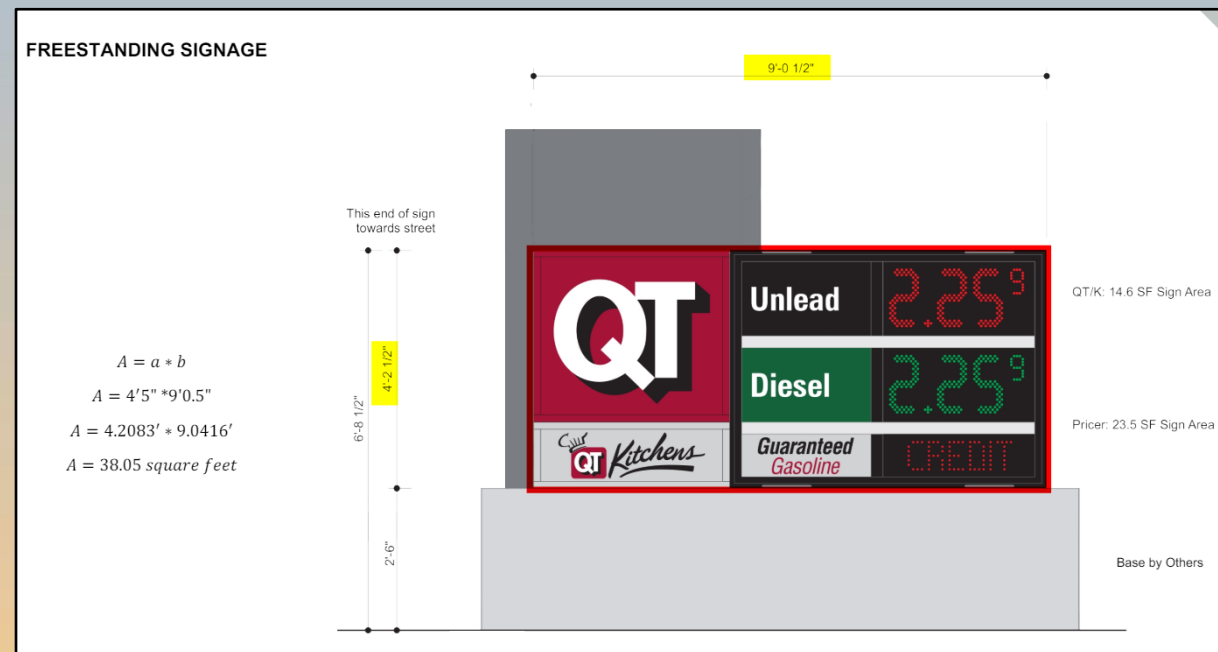 FREESTANDING SIGNAGE
9'-0 1/2"
This end of sign
towards street
A = a * b
A = 4'5" *9'0.5"
A = 4.2083' * 9.0416'
A = 38.05 square feet
6'-8 1/2"
4'-2 1/2"
2'-6"
QT
QT Kitchens
Unlead
2.25 9
Diesel
2.25 9
Guaranteed
Gasoline
CREDIT
QT/K: 14.6 SF Sign Area
Pricer: 23.5 SF Sign Area
Base by Others